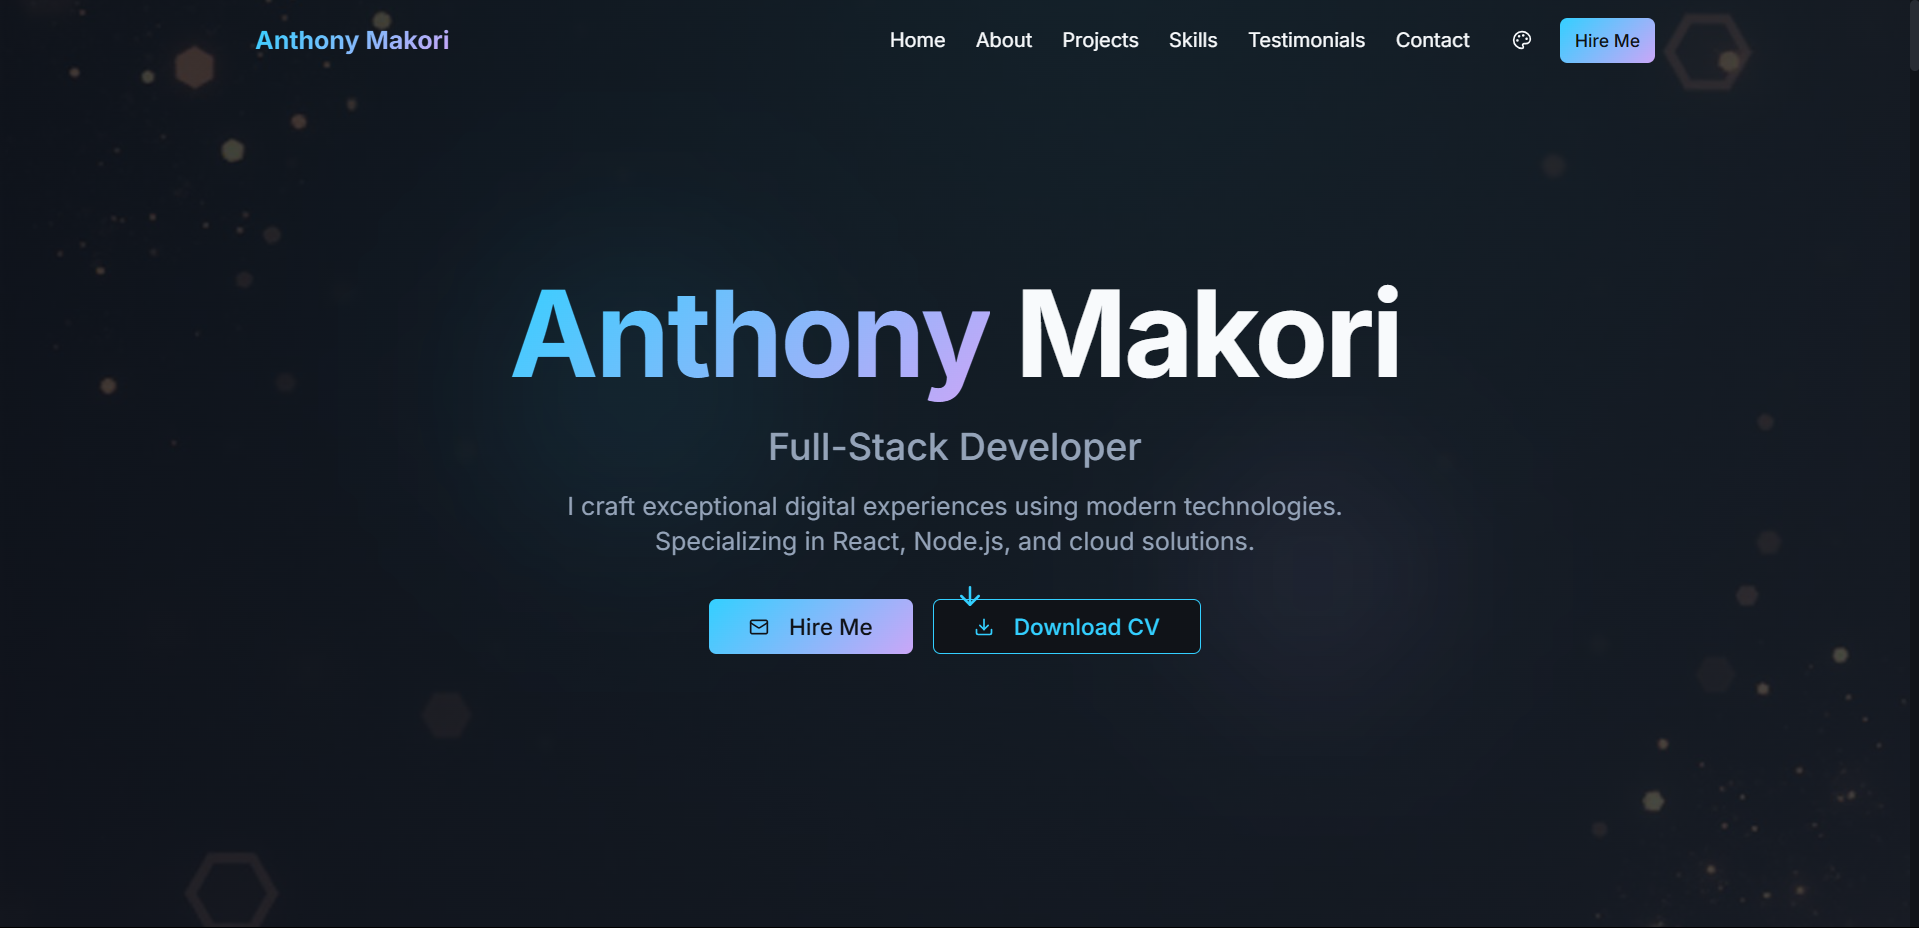 Anthony Makori
Home About Projects Skills Testimonials Contact Hire Me
Anthony Makori
Full-Stack Developer
I craft exceptional digital experiences using modern technologies.
Specializing in React, Node.js, and cloud solutions.
Hire Me
Download CV